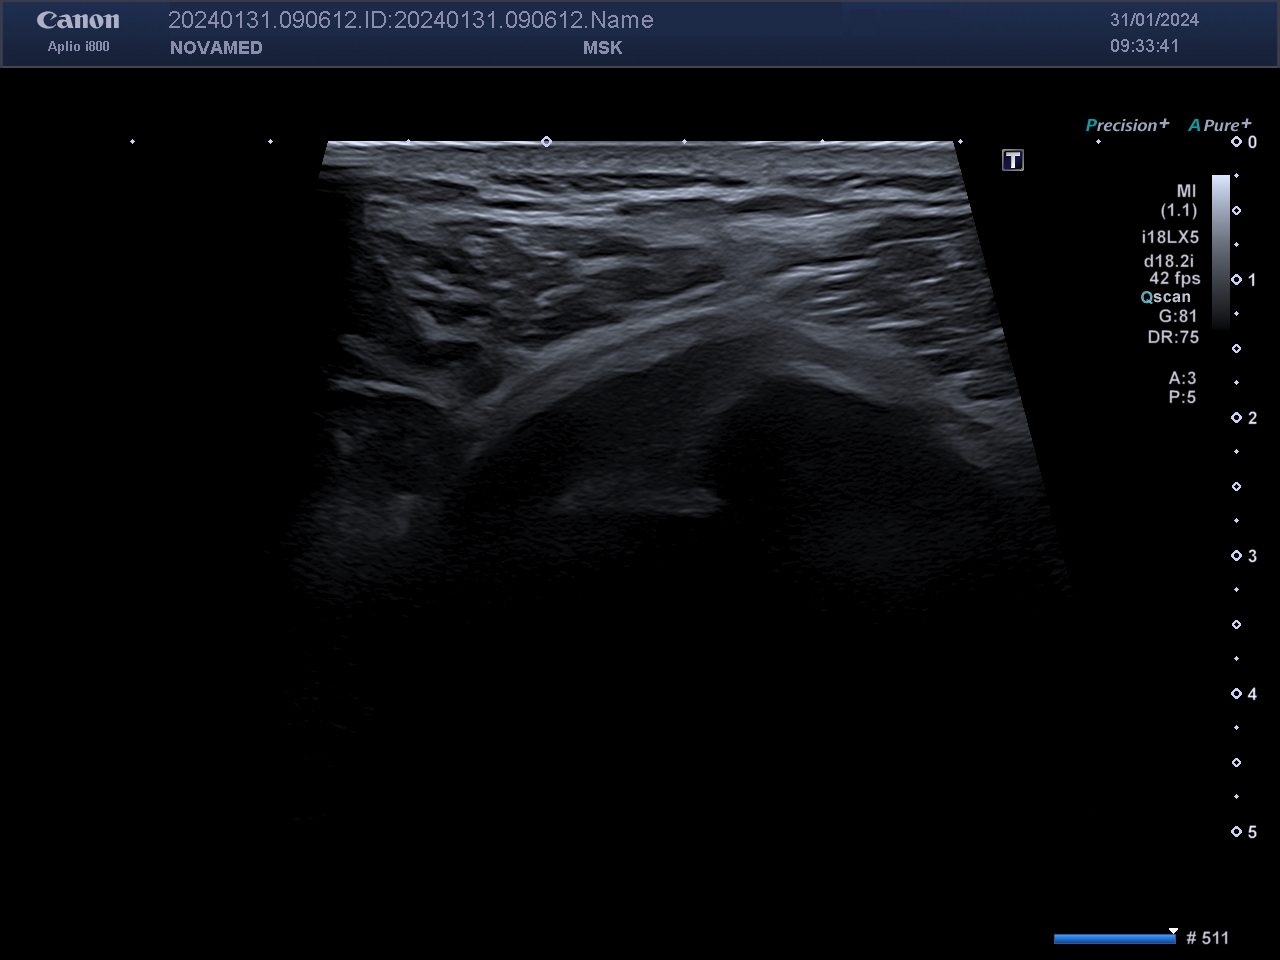 Canon
20240131.090612.ID:20240131.090612.Name
31/01/2024
Aplio i800
NOVAMED
MSK
09:33:41
Precision+ APure+
0
T
MI
(1.1)
i18LX5
d18.2i
42 fps
1
Qscan
G:81
DR:75
A:3
P:5
2
3
4
5
# 511